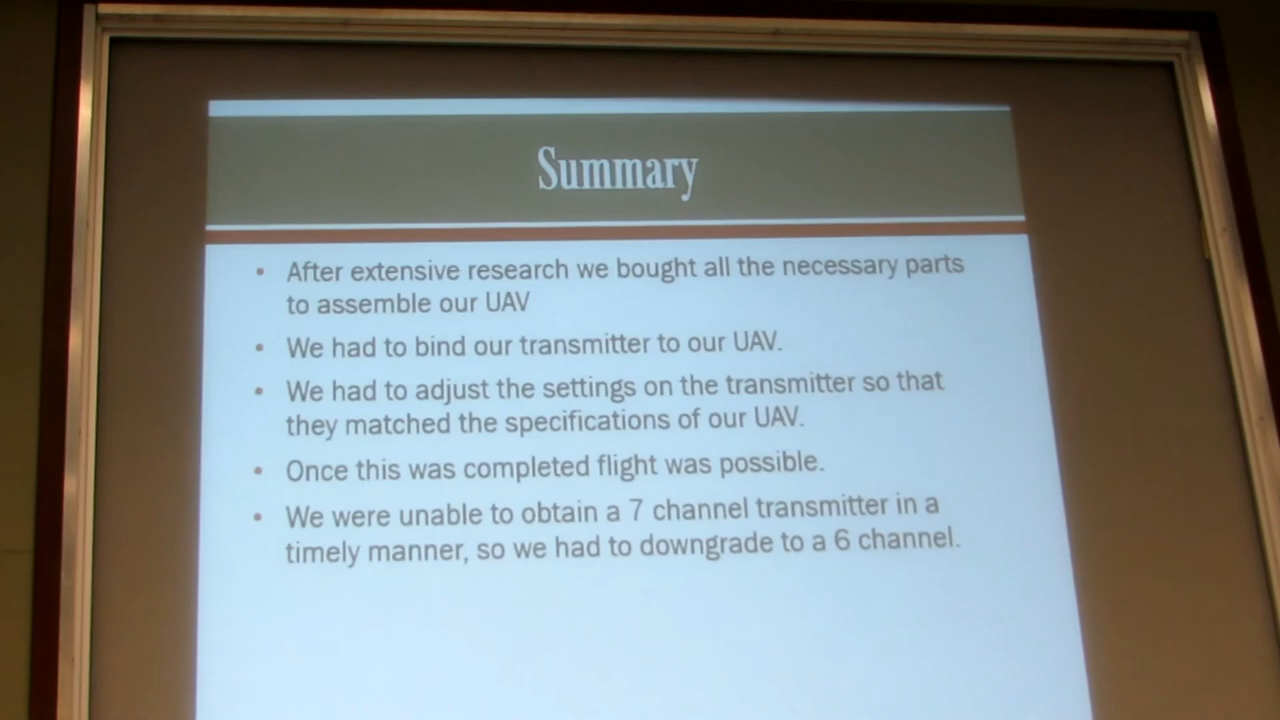 Summary
• After extensive research we bought all the necessary parts
to assemble our UAV
• We had to bind our transmitter to our UAV.
• We had to adjust the settings on the transmitter so that
they matched the specifications of our UAV.
• Once this was completed flight was possible.
• We were unable to obtain a 7 channel transmitter in a
timely manner, so we had to downgrade to a 6 channel.